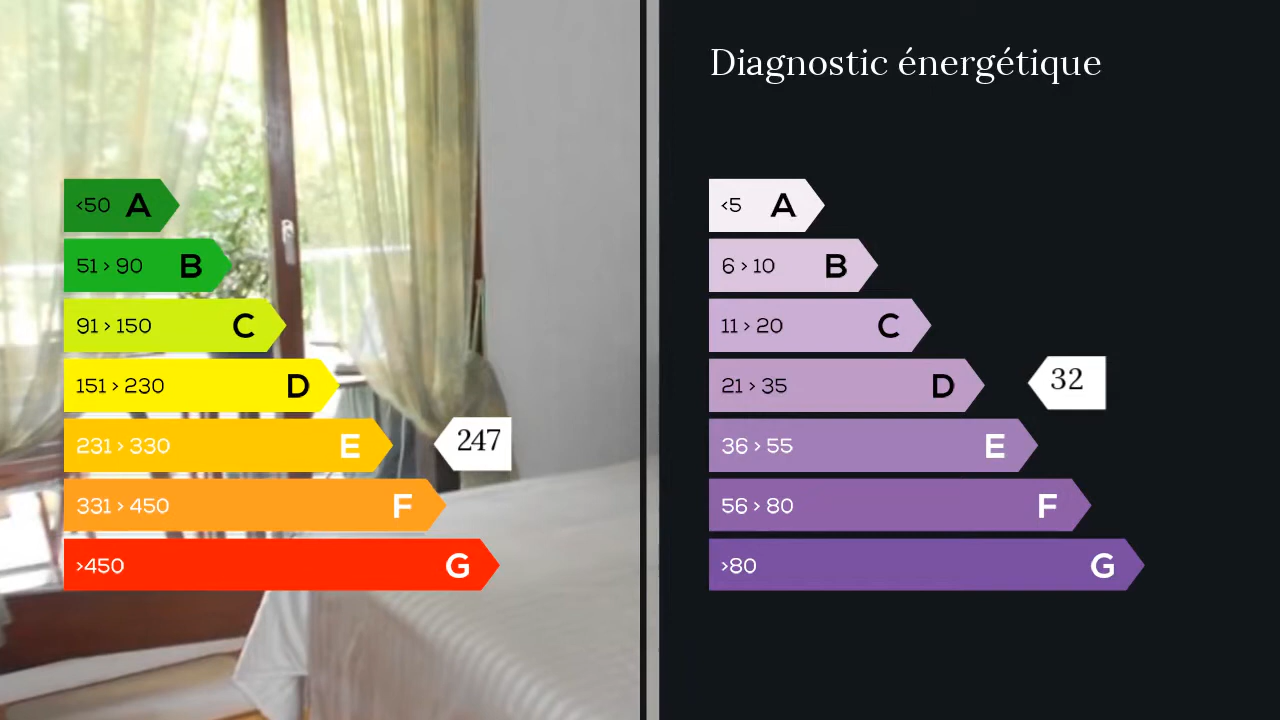 Diagnostic énergétique
<50 A
51 > 90 B
91 > 150 C
151 > 230 D
231 > 330 E
247
331 > 450 F
>450 G
<5 A
6 > 10 B
11 > 20 C
21 > 35 D
32
36 > 55 E
56 > 80 F
>80 G